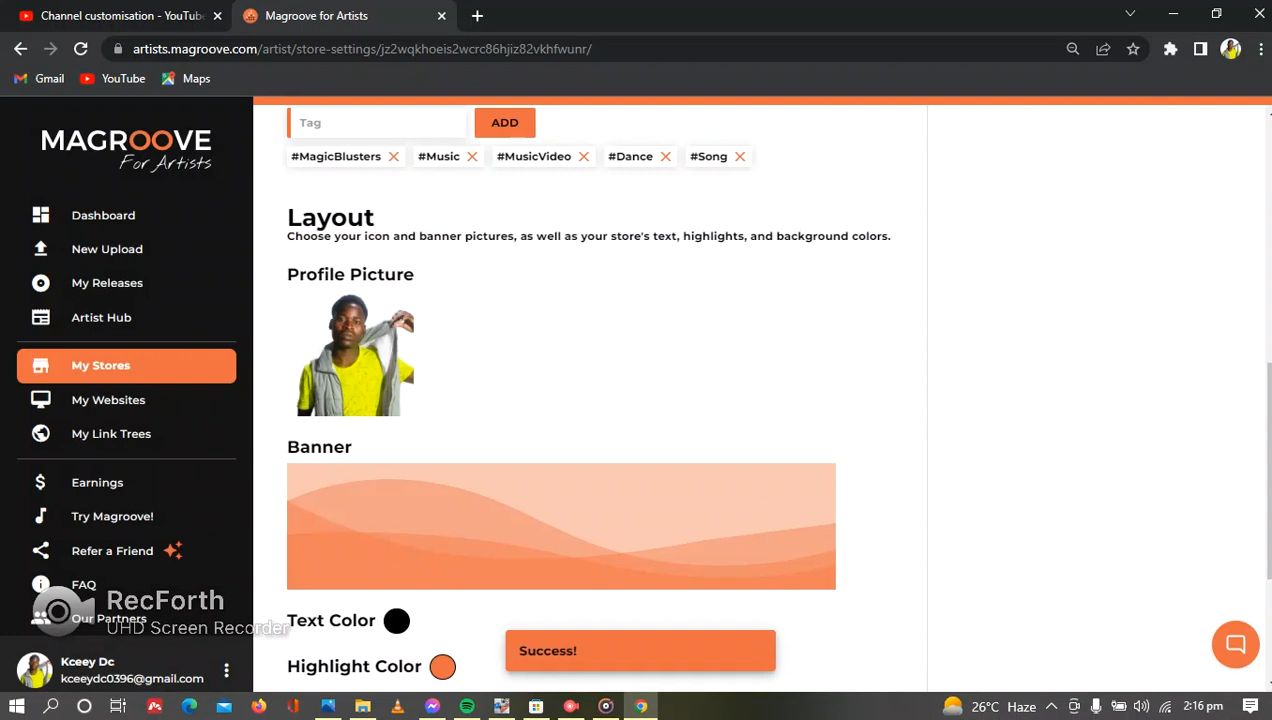 Channel customisation - YouTube
Magroove for Artists
artists.magroove.com/artist/store-settings/jz2wqkhoeis2wcrc86hjiz82vkhfwunr/
Gmail YouTube Maps
MAGROOVE
For Artists
Dashboard
New Upload
My Releases
Artist Hub
My Stores
My Websites
My Link Trees
Earnings
Try Magroove!
Refer a Friend
FAQ
Our Partners
RecForth
UHD Screen Recorder
Kceey Dc
kceeydc0396@gmail.com
Tag ADD
#MagicBlusters #Music #MusicVideo #Dance #Song
Layout
Choose your icon and banner pictures, as well as your store's text, highlights, and background colors.
Profile Picture
Banner
Text Color
Highlight Color
Success!
26°C Haze 2:16 pm